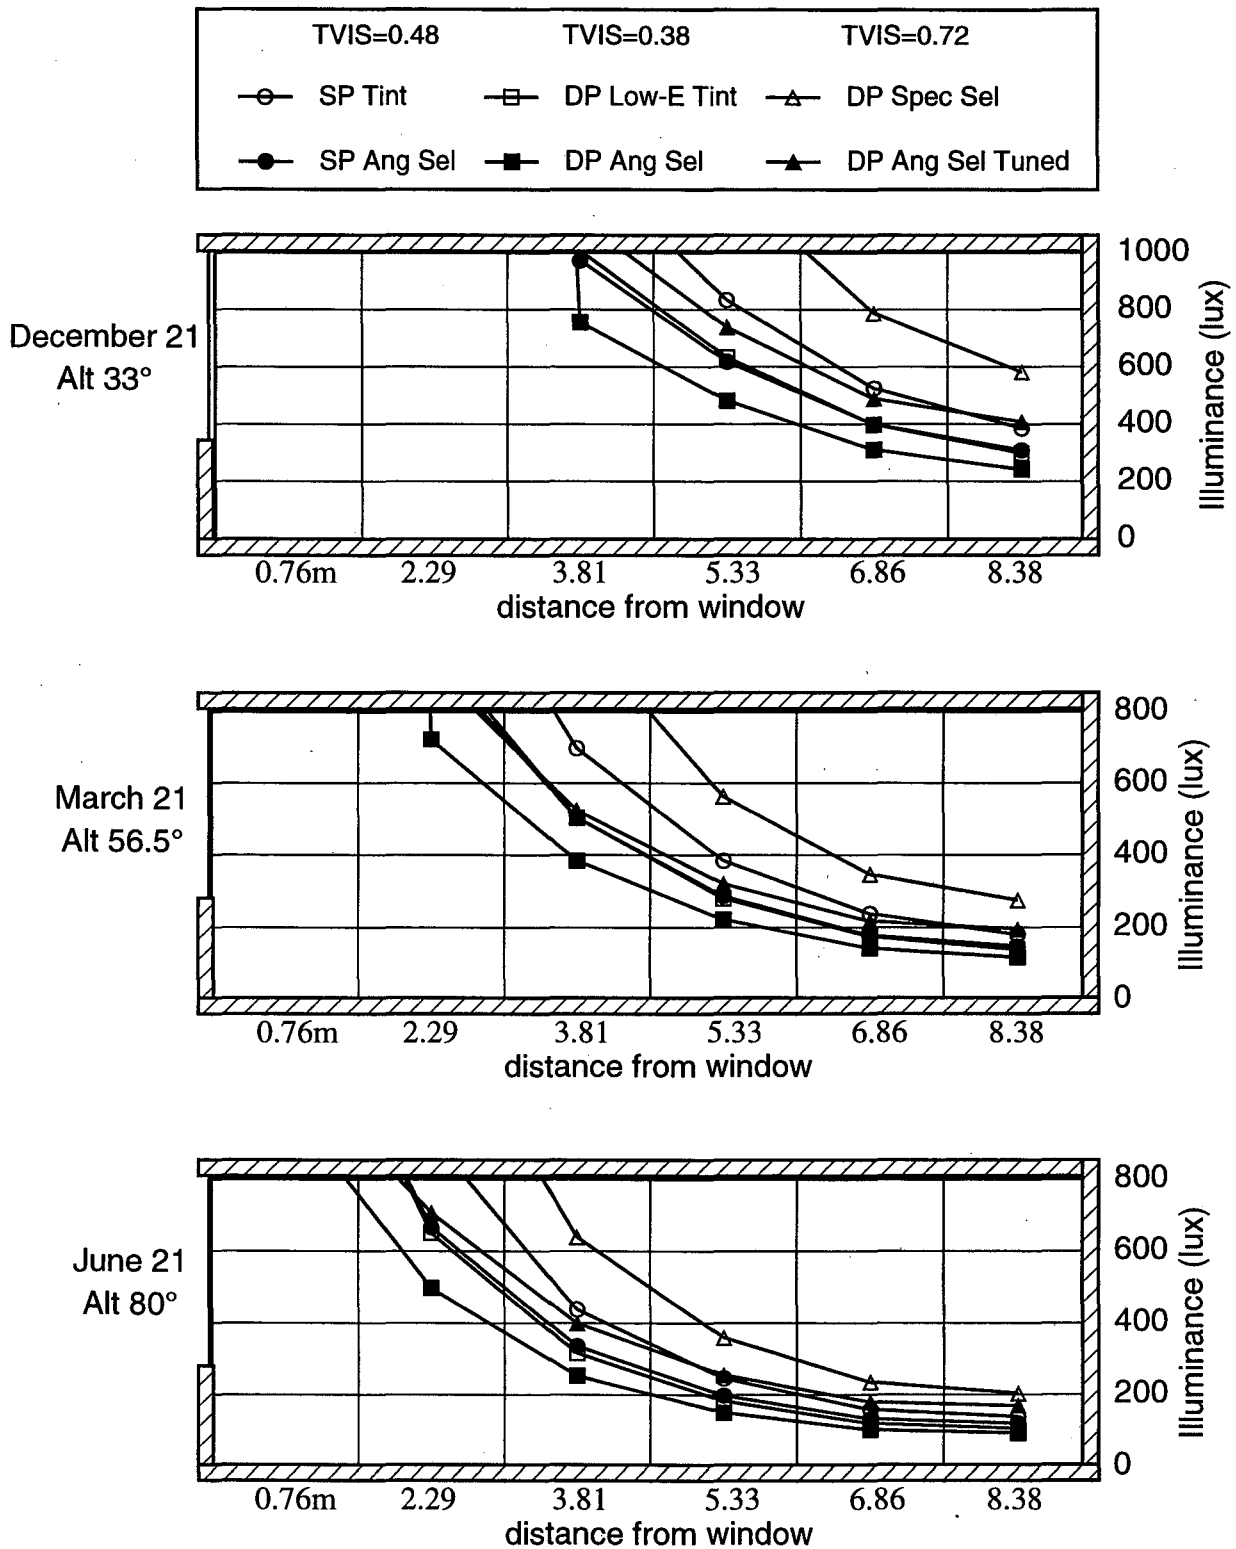 TVIS=0.48 TVIS=0.38 TVIS=0.72
SP Tint DP Low-E Tint DP Spec Sel
SP Ang Sel DP Ang Sel DP Ang Sel Tuned
December 21
Alt 33°
1000
800
600
400
200
0
Illuminance (lux)
0.76m 2.29 3.81 5.33 6.86 8.38
distance from window
March 21
Alt 56.5°
800
600
400
200
0
Illuminance (lux)
0.76m 2.29 3.81 5.33 6.86 8.38
distance from window
June 21
Alt 80°
800
600
400
200
0
Illuminance (lux)
0.76m 2.29 3.81 5.33 6.86 8.38
distance from window